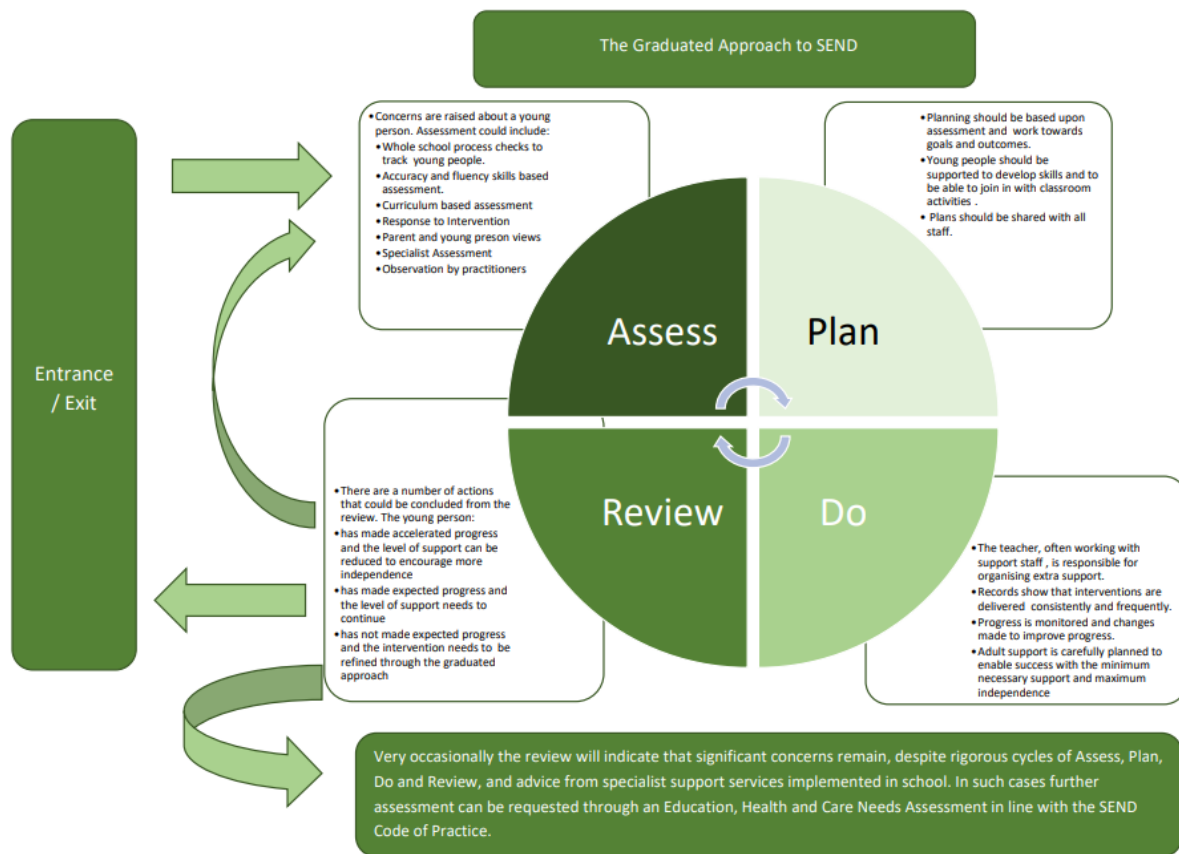 The Graduated Approach to SEND
Entrance
/ Exit
•Concerns are raised about a young
person. Assessment could include:
•Whole school process checks to
track young people.
•Accuracy and fluency skills based
assessment.
•Curriculum based assessment
•Response to Intervention
•Parent and young preson views
•Specialist Assessment
•Observation by practitioners
•Planning should be based upon
assessment and work towards
goals and outcomes.
•Young people should be
supported to develop skills and to
be able to join in with classroom
activities .
• Plans should be shared with all
staff.
Assess
Plan
Review
Do
•There are a number of actions
that could be concluded from the
review. The young person:
•has made accelerated progress
and the level of support can be
reduced to encourage more
independence
•has made expected progress and
the level of support needs to
continue
•has not made expected progress
and the intervention needs to be
refined through the graduated
approach
•The teacher, often working with
support staff , is responsible for
organising extra support.
•Records show that interventions are
delivered consistently and frequently.
•Progress is monitored and changes
made to improve progress.
•Adult support is carefully planned to
enable success with the minimum
necessary support and maximum
independence
Very occasionally the review will indicate that significant concerns remain, despite rigorous cycles of Assess, Plan,
Do and Review, and advice from specialist support services implemented in school. In such cases further
assessment can be requested through an Education, Health and Care Needs Assessment in line with the SEND
Code of Practice.